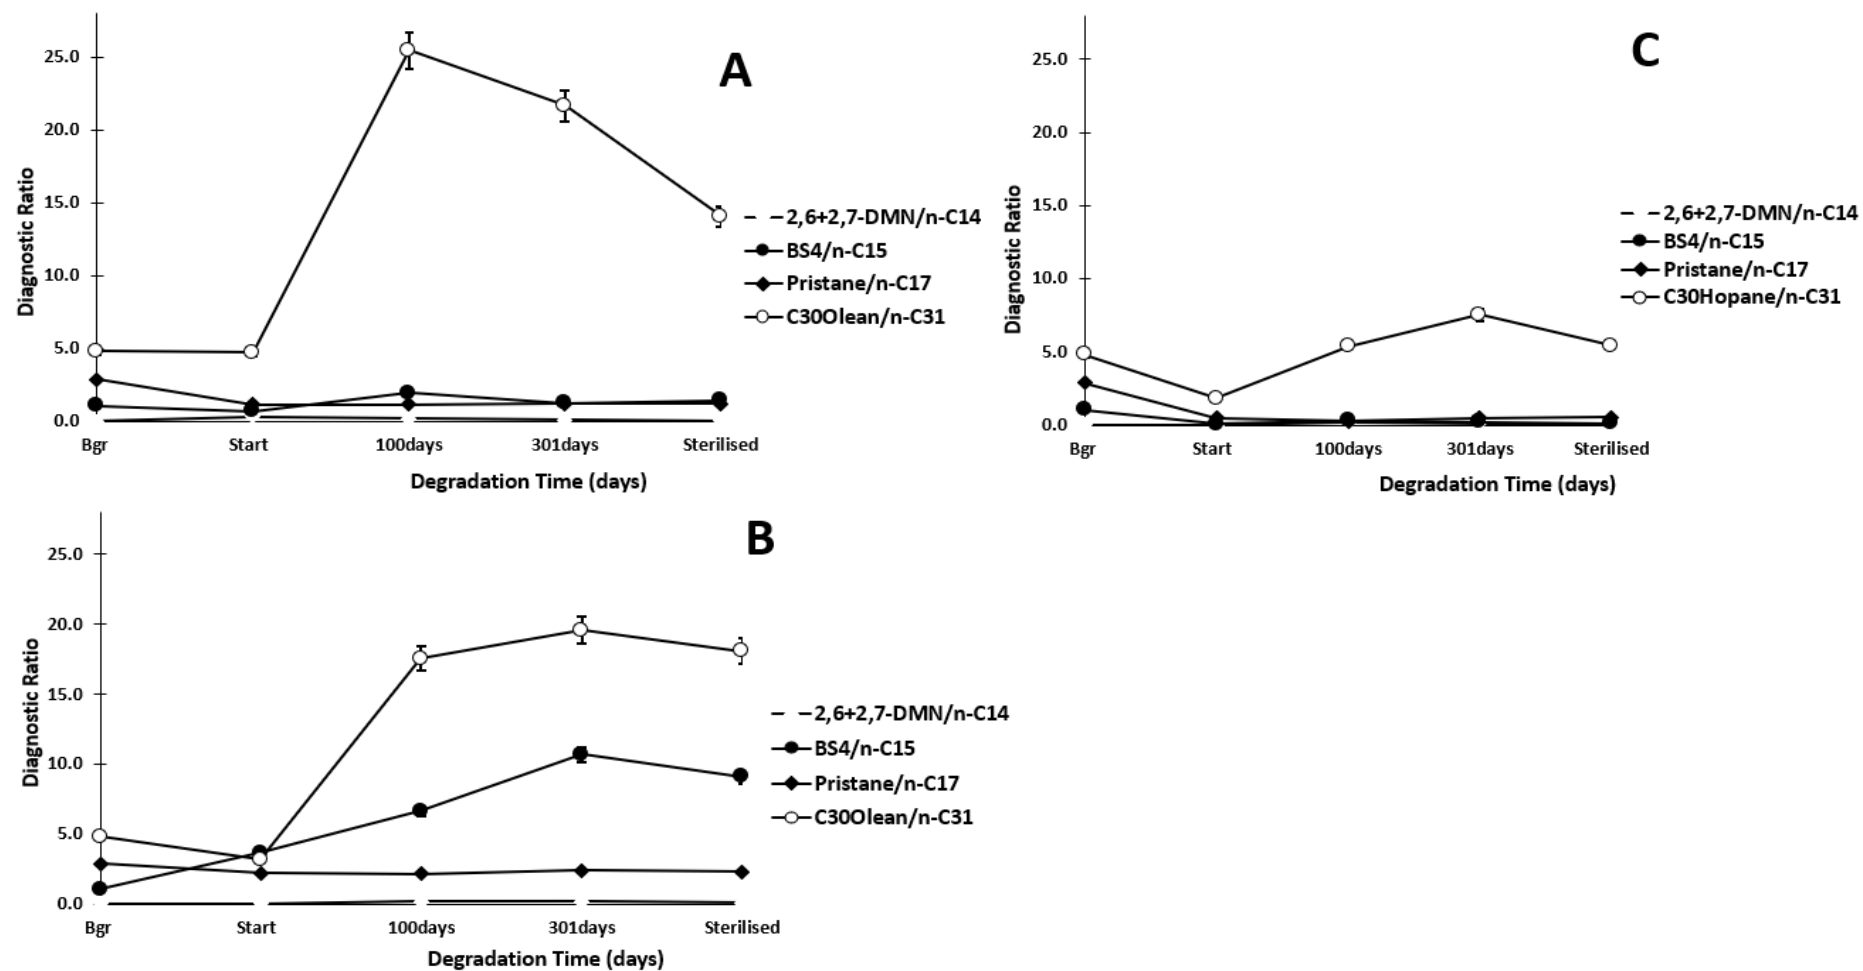 A
25.0
20.0
15.0
10.0
5.0
0.0
Diagnostic Ratio
2,6+2,7-DMN/n-C14
BS4/n-C15
Pristane/n-C17
C30Olean/n-C31
Bgr Start 100days 301days Sterilised
Degradation Time (days)
C
25.0
20.0
15.0
10.0
5.0
0.0
Diagnostic Ratio
2,6+2,7-DMN/n-C14
BS4/n-C15
Pristane/n-C17
C30Hopane/n-C31
Bgr Start 100days 301days Sterilised
Degradation Time (days)
B
25.0
20.0
15.0
10.0
5.0
0.0
Diagnostic Ratio
2,6+2,7-DMN/n-C14
BS4/n-C15
Pristane/n-C17
C30Olean/n-C31
Bgr Start 100days 301days Sterilised
Degradation Time (days)